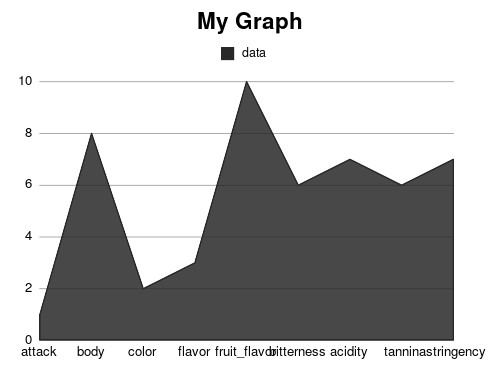 My Graph
data
10
8
6
4
2
0
attack body color flavor fruit_flavor bitterness acidity tannin astringency